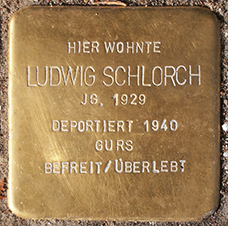 HIER WOHNTE
LUDWIG SCHLORCH
JG. 1929
DEPORTIERT 1940
GURS
BEFREIT/ÜBERLEBT